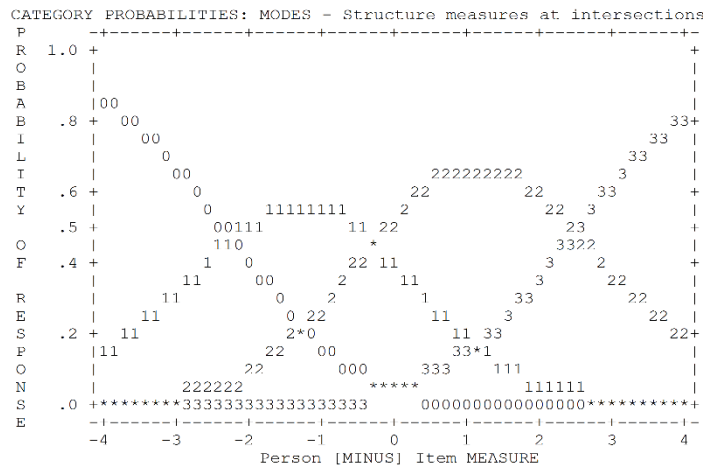 CATEGORY PROBABILITIES: MODES - Structure measures at intersections
P      -+-------+-------+-------+-------+-------+-------+-------+-------+-
R  1.0 +                                                                 +
O      |                                                                 |
B      |                                                                 |
A      |00                                                               |
B   .8 + 00                                                            33+
I      |   00                                                        33  |
L      |     0                                                     33    |
I      |      00                           2222222222             3      |
T   .6 +        0                        22          22         33       +
Y      |         0      111111111       2              22     3          |
    .5 +          00111          11  22                  23              +
O      |          110              *                    3322             |
F   .4 +         1   0           22 11                 3    2            +
       |       11     00        2     11              3      22          |
R      |     11         0      2        1           33         22        |
E      |   11            0  22           11        3             22      |
S   .2 + 11              2*0               11  33                  22+
P      |11             22   00             33*1                          |
O      |             22       000       333   111                        |
N      |      222222            *****             111111                 |
S   .0 +********33333333333333333333      000000000000000***********+
E      -+-------+-------+-------+-------+-------+-------+-------+-------+-
-4 -3 -2 -1 0 1 2 3 4
Person [MINUS] Item MEASURE